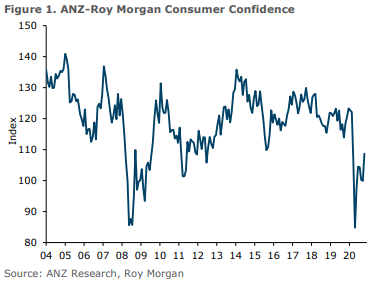 Figure 1. ANZ-Roy Morgan Consumer Confidence
150
140
130
120
110
100
90
80
Index
04 05 06 07 08 09 10 11 12 13 14 15 16 17 18 19 20
Source: ANZ Research, Roy Morgan